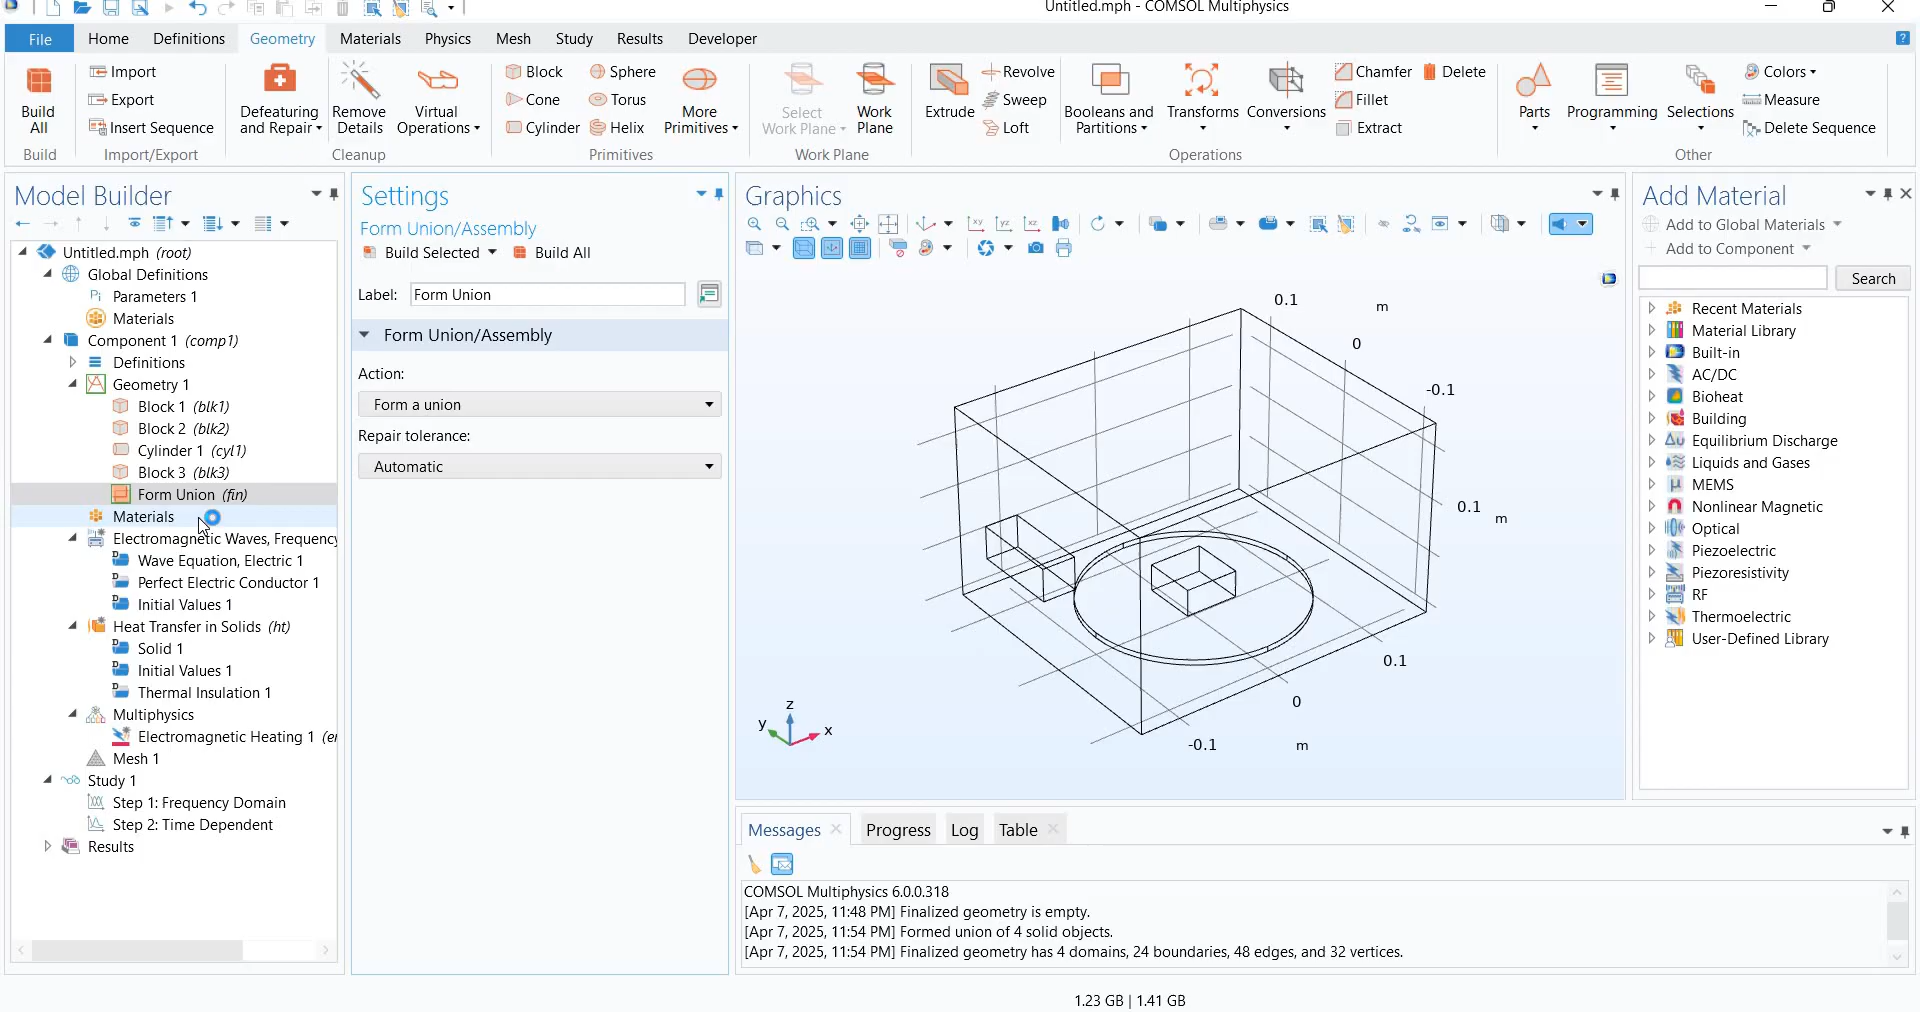 Untitled.mph - COMSOL Multiphysics
File Home Definitions Geometry Materials Physics Mesh Study Results Developer
Build All
Build
Import
Export
Insert Sequence
Import/Export
Defeaturing and Repair
Remove Details
Virtual Operations
Cleanup
Block
Cone
Cylinder
Sphere
Torus
Helix
More Primitives
Primitives
Select Work Plane
Work Plane
Work Plane
Extrude
Revolve
Sweep
Loft
Booleans and Partitions
Transforms
Conversions
Chamfer
Fillet
Extract
Delete
Operations
Parts
Programming
Selections
Colors
Measure
Delete Sequence
Other
Model Builder
Untitled.mph (root)
Global Definitions
Pi Parameters 1
Materials
Component 1 (comp1)
Definitions
Geometry 1
Block 1 (blk1)
Block 2 (blk2)
Cylinder 1 (cyl1)
Block 3 (blk3)
Form Union (fin)
Materials
Electromagnetic Waves, Frequency
Wave Equation, Electric 1
Perfect Electric Conductor 1
Initial Values 1
Heat Transfer in Solids (ht)
Solid 1
Initial Values 1
Thermal Insulation 1
Multiphysics
Electromagnetic Heating 1 (e
Mesh 1
Study 1
Step 1: Frequency Domain
Step 2: Time Dependent
Results
Settings
Form Union/Assembly
Build Selected Build All
Label: Form Union
Form Union/Assembly
Action:
Form a union
Repair tolerance:
Automatic
Graphics
0.1
m
0
-0.1
0.1
m
0.1
0
-0.1
m
z
y
x
Messages Progress Log Table
COMSOL Multiphysics 6.0.0.318
[Apr 7, 2025, 11:48 PM] Finalized geometry is empty.
[Apr 7, 2025, 11:54 PM] Formed union of 4 solid objects.
[Apr 7, 2025, 11:54 PM] Finalized geometry has 4 domains, 24 boundaries, 48 edges, and 32 vertices.
Add Material
Add to Global Materials
Add to Component
Search
Recent Materials
Material Library
Built-in
AC/DC
Bioheat
Building
Equilibrium Discharge
Liquids and Gases
MEMS
Nonlinear Magnetic
Optical
Piezoelectric
Piezoresistivity
RF
Thermoelectric
User-Defined Library
1.23 GB | 1.41 GB